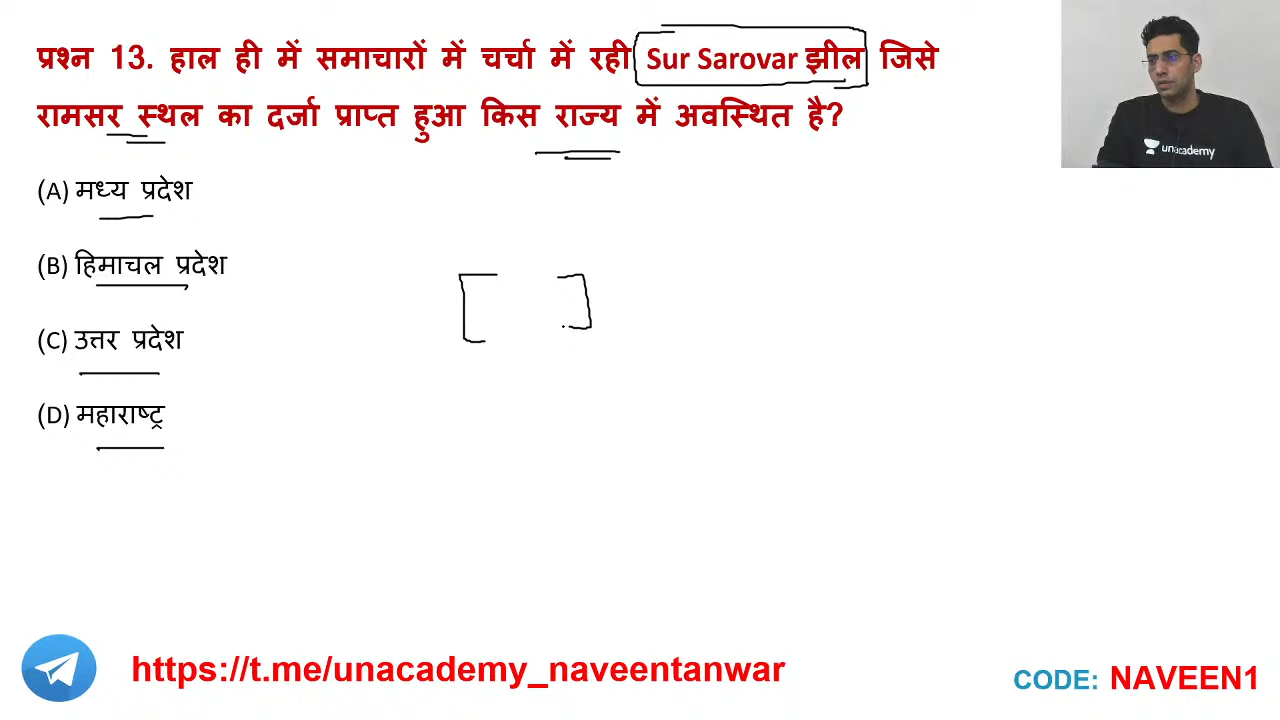 प्रश्न 13. हाल ही में समाचारों में चर्चा में रही Sur Sarovar झील जिसे
रामसर स्थल का दर्जा प्राप्त हुआ किस राज्य में अवस्थित है?
(A) मध्य प्रदेश
(B) हिमाचल प्रदेश
(C) उत्तर प्रदेश
(D) महाराष्ट्र
unacademy
https://t.me/unacademy_naveentanwar
CODE: NAVEEN1